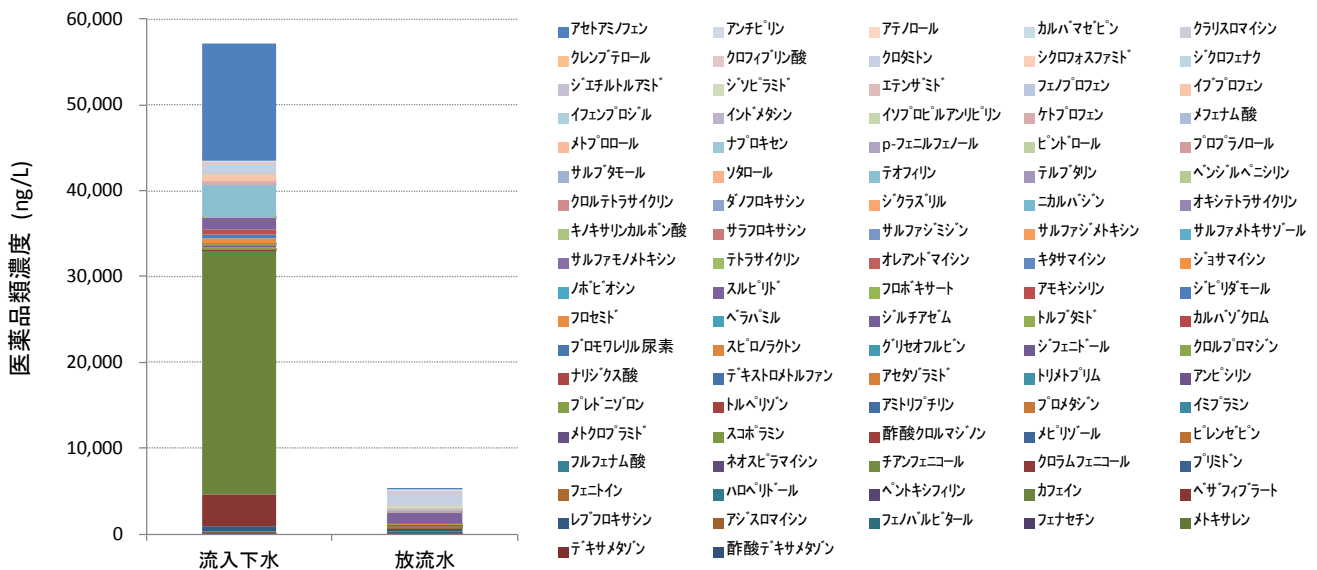 60,000
50,000
40,000
30,000
20,000
10,000
0
医薬品類濃度 (ng/L)
流入下水 放流水
アセトアミノフェン アンチピリン アテノロール カルバマゼピン クラリスロマイシン
クレンブテロール クロフィブリン酸 クロタミトン シクロフォスファミド ジクロフェナク
ジエチルトルアミド ジソピラミド エテンザミド フェノプロフェン イブプロフェン
イフェンプロジル インドメタシン イソプロピルアンリピリン ケトプロフェン メフェナム酸
メトプロロール ナプロキセン p-フェニルフェノール ピンドロール プロプラノロール
サルブタモール ソタロール テオフィリン テルブタリン ベンジルペニシリン
クロルテトラサイクリン ダノフロキサシン ジクラズリル ニカルバジン オキシテトラサイクリン
キノキサリンカルボン酸 サラフロキサシン サルファジミジン サルファジメトキシン サルファメトキサゾール
サルファモノメトキシン テトラサイクリン オレアンドマイシン キタサマイシン ジョサマイシン
ノボビオシン スルピリド フロボキサート アモキシシリン ジピリダモール
フロセミド ベラパミル ジルチアゼム トルブタミド カルバゾクロム
ブロモワレリル尿素 スピロノラクトン グリセオフルビン ジフェニドール クロルプロマジン
ナリジクス酸 デキストロメトルファン アセタゾラミド トリメトプリム アンピシリン
プレドニゾロン トルペリゾン アミトリプチリン プロメタジン イミプラミン
メトクロプラミド スコポラミン 酢酸クロルマジノン メピリゾール ピレンゼピン
フルフェナム酸 ネオスピラマイシン チアンフェニコール クロラムフェニコール プリミドン
フェニトイン ハロペリドール ペントキシフィリン カフェイン ベザフィブラート
レブフロキサシン アジスロマイシン フェノバルビタール フェナセチン メトキサレン
デキサメタゾン 酢酸デキサメタゾン